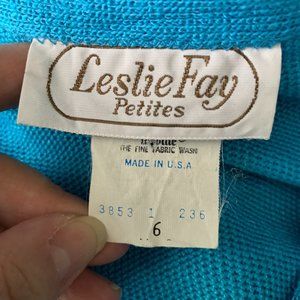 Leslie Fay
Petites
THE FINE FABRIC WASH
MADE IN U.S.A
3853 1 236
6